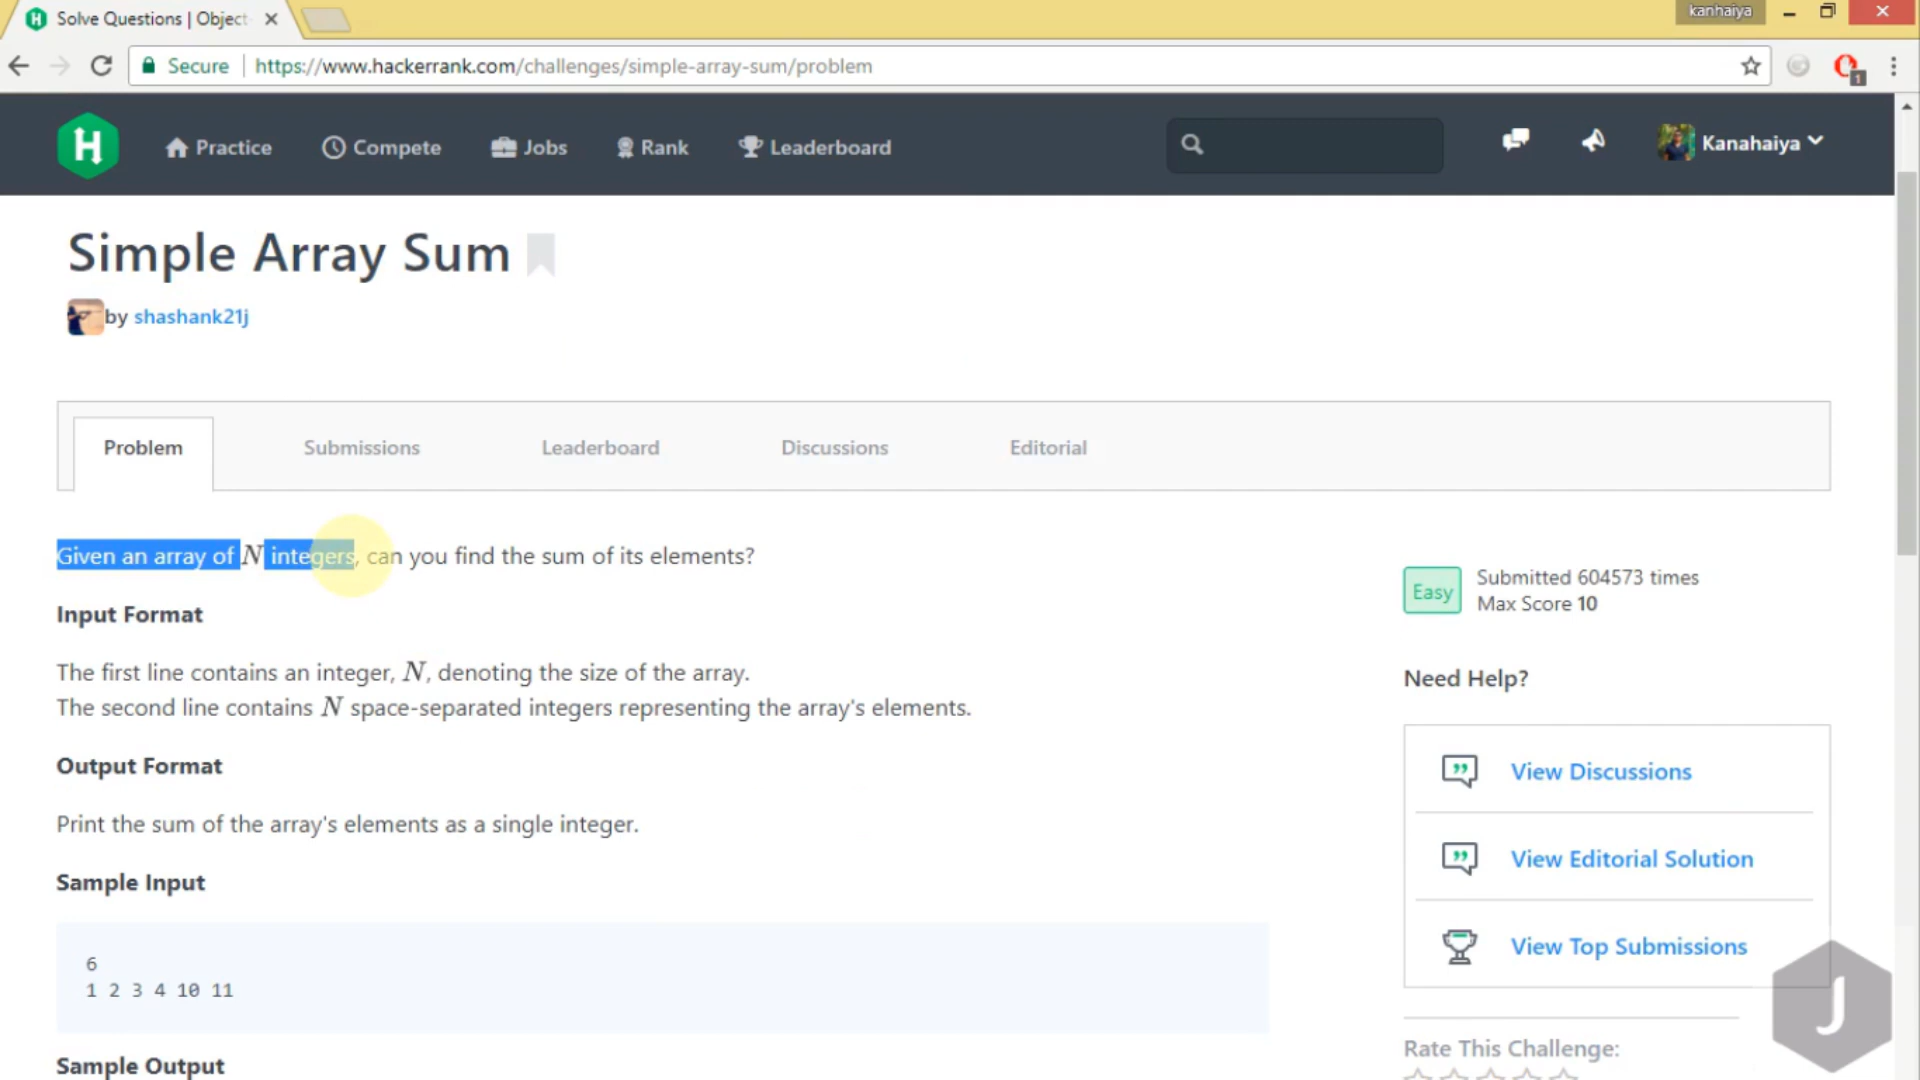 Solve Questions | Object
kanhaiya
Secure
https://www.hackerrank.com/challenges/simple-array-sum/problem
1
H
Practice
Compete
Jobs
Rank
Leaderboard
Kanahaiya
Simple Array Sum
by shashank21j
Problem
Submissions
Leaderboard
Discussions
Editorial
Given an array of N integers, can you find the sum of its elements?
Input Format
The first line contains an integer, N, denoting the size of the array.
The second line contains N space-separated integers representing the array's elements.
Output Format
Print the sum of the array's elements as a single integer.
Sample Input
6
1 2 3 4 10 11
Sample Output
Easy
Submitted 604573 times
Max Score 10
Need Help?
View Discussions
View Editorial Solution
View Top Submissions
Rate This Challenge:
J